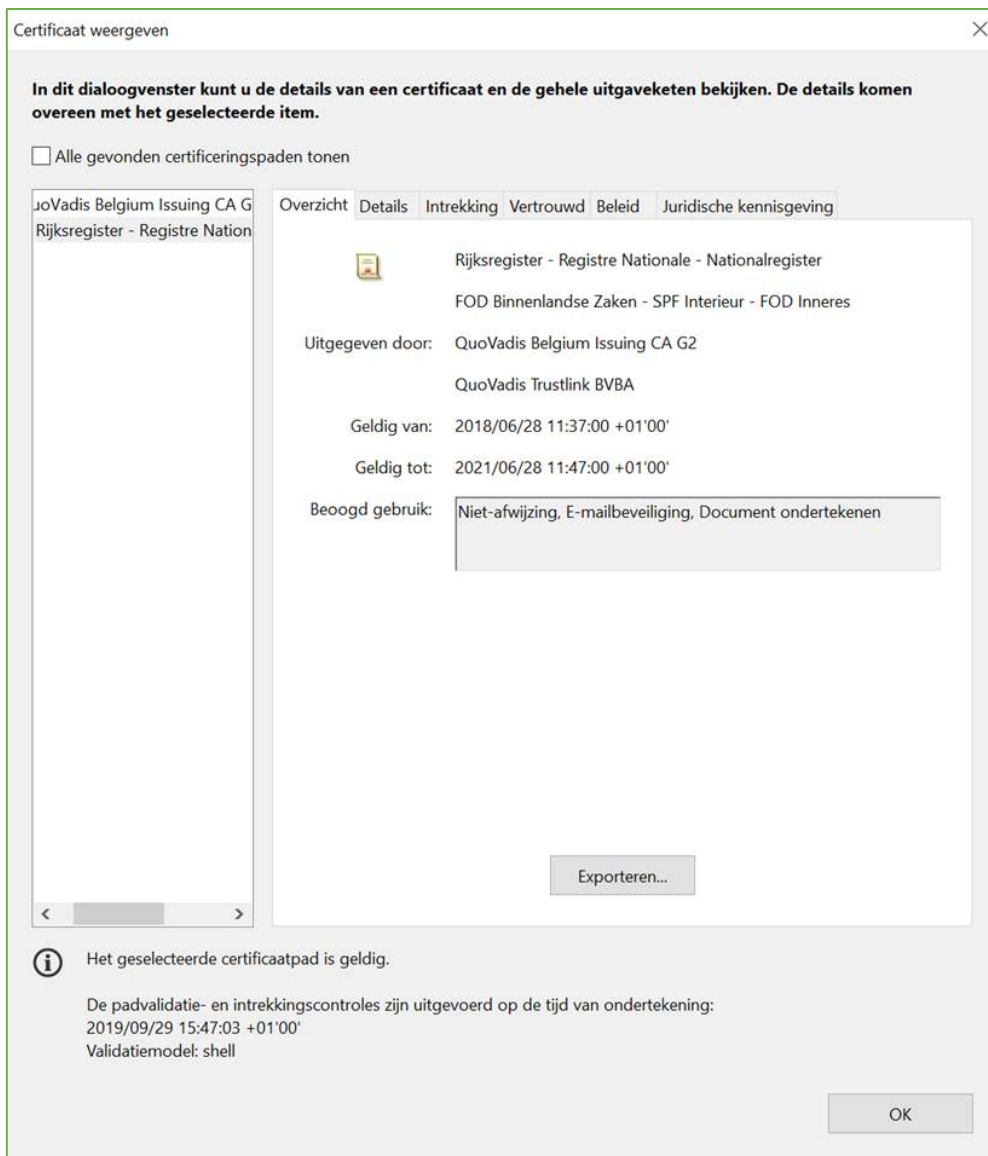 Certificaat weergeven
In dit dialoogvenster kunt u de details van een certificaat en de gehele uitgaveketen bekijken. De details komen
overeen met het geselecteerde item.
Alle gevonden certificeringspaden tonen
uoVadis Belgium Issuing CA G
Rijksregister - Registre Nation
Overzicht Details Intrekking Vertrouwd Beleid Juridische kennisgeving
Rijksregister - Registre Nationale - Nationalregister
FOD Binnenlandse Zaken - SPF Interieur - FOD Inneres
Uitgegeven door: QuoVadis Belgium Issuing CA G2
QuoVadis Trustlink BVBA
Geldig van: 2018/06/28 11:37:00 +01'00'
Geldig tot: 2021/06/28 11:47:00 +01'00'
Beoogd gebruik: Niet-afwijzing, E-mailbeveiliging, Document ondertekenen
Exporteren...
Het geselecteerde certificaatpad is geldig.
De padvalidatie- en intrekkingscontroles zijn uitgevoerd op de tijd van ondertekening:
2019/09/29 15:47:03 +01'00'
Validatiemodel: shell
OK